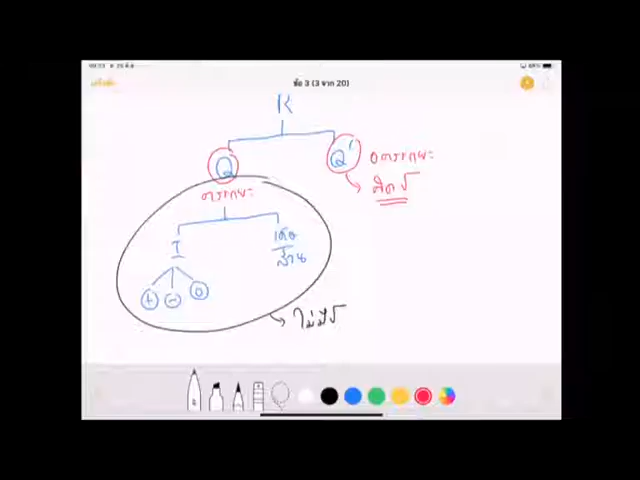 ข้อ 3 (3 จาก 20)
R
Q
Q'
อตรรกยะ
ตรรกยะ
ติด √
I
เศษ
ส่วน
+ - 0
ไม่มี √